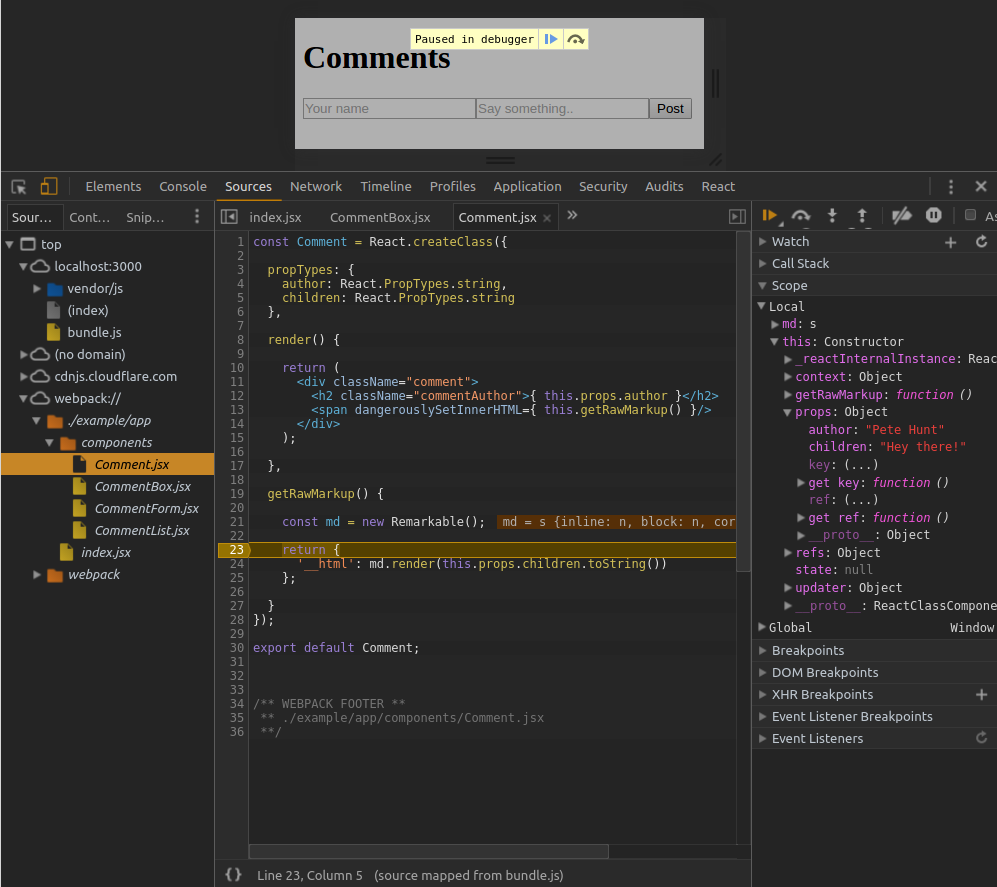 Paused in debugger
Comments
Your name
Say something..
Post
Elements Console Sources Network Timeline Profiles Application Security Audits React
Sour... Cont... Snip...
index.jsx CommentBox.jsx Comment.jsx × »
top
localhost:3000
vendor/js
(index)
bundle.js
(no domain)
cdnjs.cloudflare.com
webpack://
./example/app
components
Comment.jsx
CommentBox.jsx
CommentForm.jsx
CommentList.jsx
index.jsx
webpack
1 const Comment = React.createClass({
2
3 propTypes: {
4 author: React.PropTypes.string,
5 children: React.PropTypes.string
6 },
7
8 render() {
9
10 return (
11 <div className="comment">
12 <h2 className="commentAuthor">{ this.props.author }</h2>
13 <span dangerouslySetInnerHTML={ this.getRawMarkup() }/>
14 </div>
15 );
16
17 },
18
19 getRawMarkup() {
20
21 const md = new Remarkable(); md = s {inline: n, block: n, cor
22
23 return {
24 '__html': md.render(this.props.children.toString())
25 };
26
27 }
28 });
29
30 export default Comment;
31
32
33
34 /** WEBPACK FOOTER **
35 ** ./example/app/components/Comment.jsx
36 **/
{} Line 23, Column 5 (source mapped from bundle.js)
As
Watch
Call Stack
Scope
Local
md: s
this: Constructor
_reactInternalInstance: Reac
context: Object
getRawMarkup: function ()
props: Object
author: "Pete Hunt"
children: "Hey there!"
key: (...)
get key: function ()
ref: (...)
get ref: function ()
__proto__: Object
refs: Object
state: null
updater: Object
__proto__: ReactClassCompone
Global Window
Breakpoints
DOM Breakpoints
XHR Breakpoints
Event Listener Breakpoints
Event Listeners